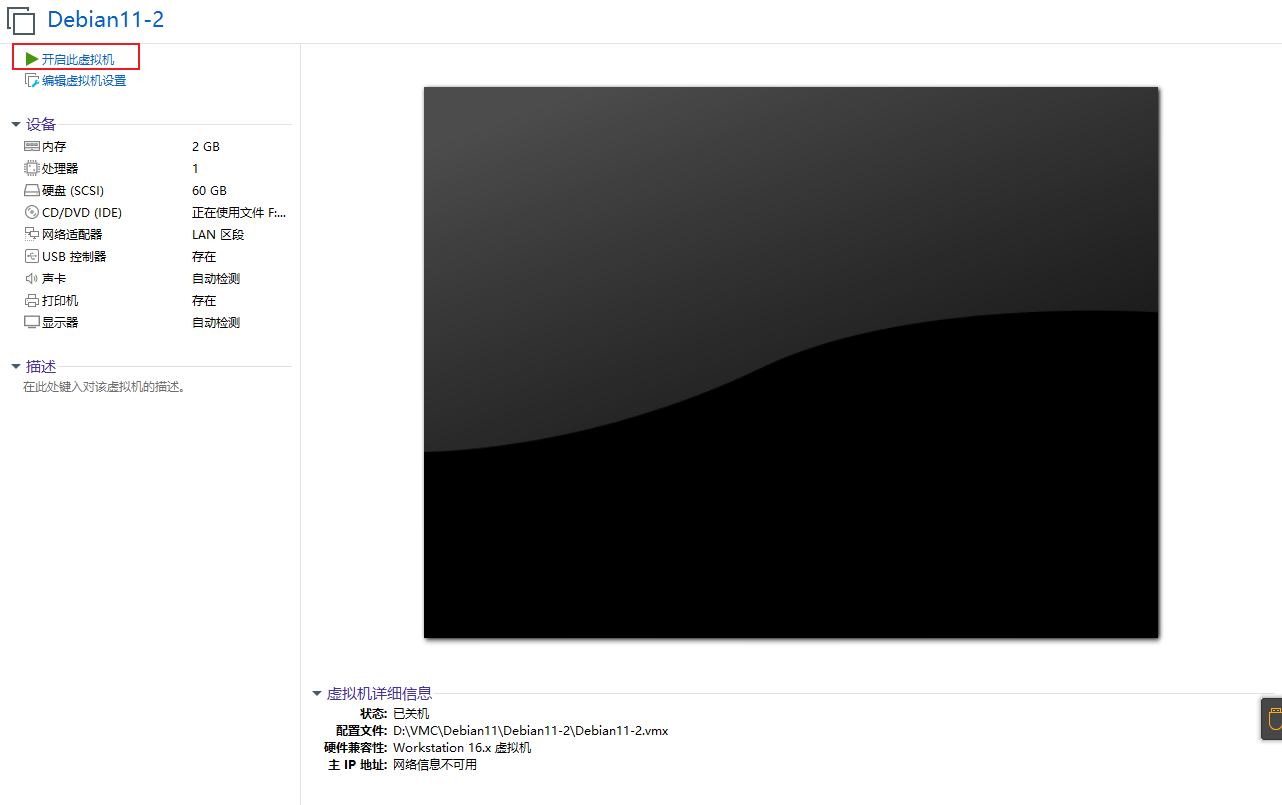 Debian11-2
开启此虚拟机
编辑虚拟机设置
设备
内存 2 GB
处理器 1
硬盘 (SCSI) 60 GB
CD/DVD (IDE) 正在使用文件 F:...
网络适配器 LAN 区段
USB 控制器 存在
声卡 自动检测
打印机 存在
显示器 自动检测
描述
在此处键入对该虚拟机的描述。
虚拟机详细信息
状态: 已关机
配置文件: D:\VMC\Debian11\Debian11-2\Debian11-2.vmx
硬件兼容性: Workstation 16.x 虚拟机
主 IP 地址: 网络信息不可用